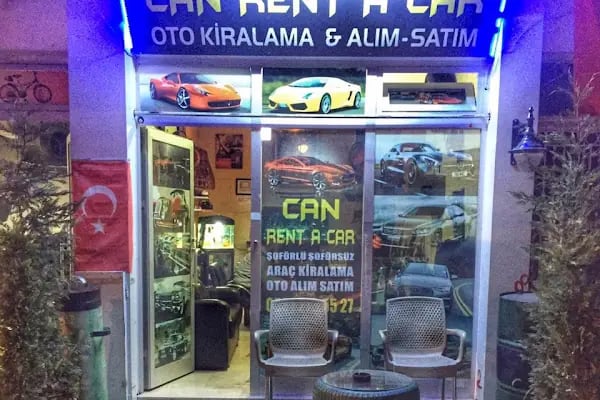 CAN RENT A CAR
OTO KİRALAMA & ALIM-SATIM
CAN
RENT A CAR
ŞOFÖRLÜ ŞOFÖRSÜZ
ARAÇ KİRALAMA
OTO ALIM SATIM